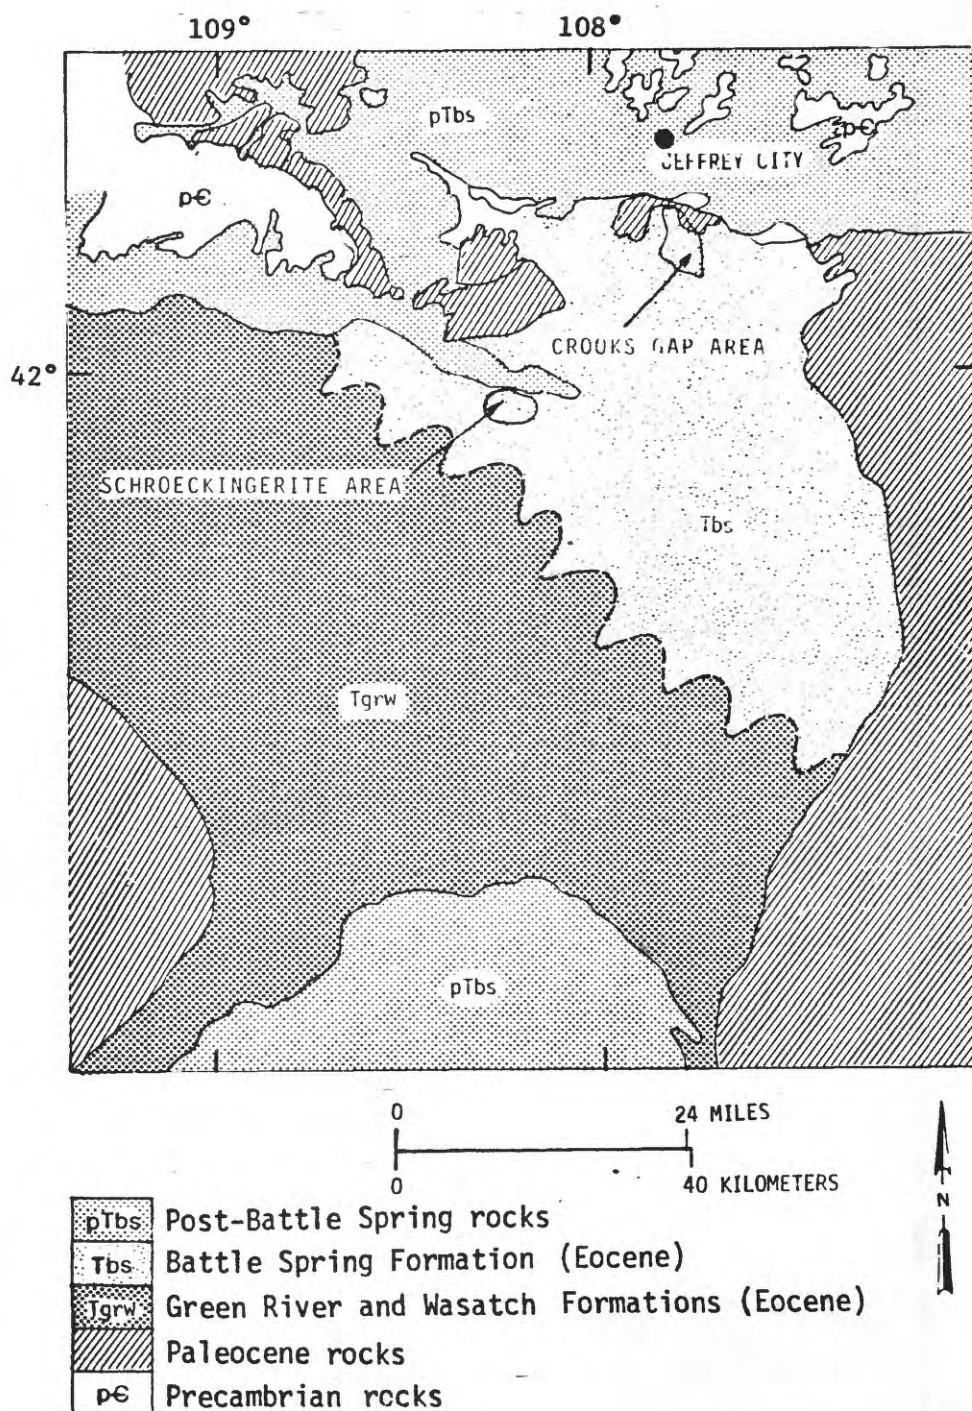 109° 108°
pTbs
JEFFREY CITY
p€
p€
CROOKS GAP AREA
42°
SCHROECKINGERITE AREA
Tbs
Tgrw
pTbs
0 24 MILES
0 40 KILOMETERS
N
pTbs Post-Battle Spring rocks
Tbs Battle Spring Formation (Eocene)
Tgrw Green River and Wasatch Formations (Eocene)
Paleocene rocks
p€ Precambrian rocks